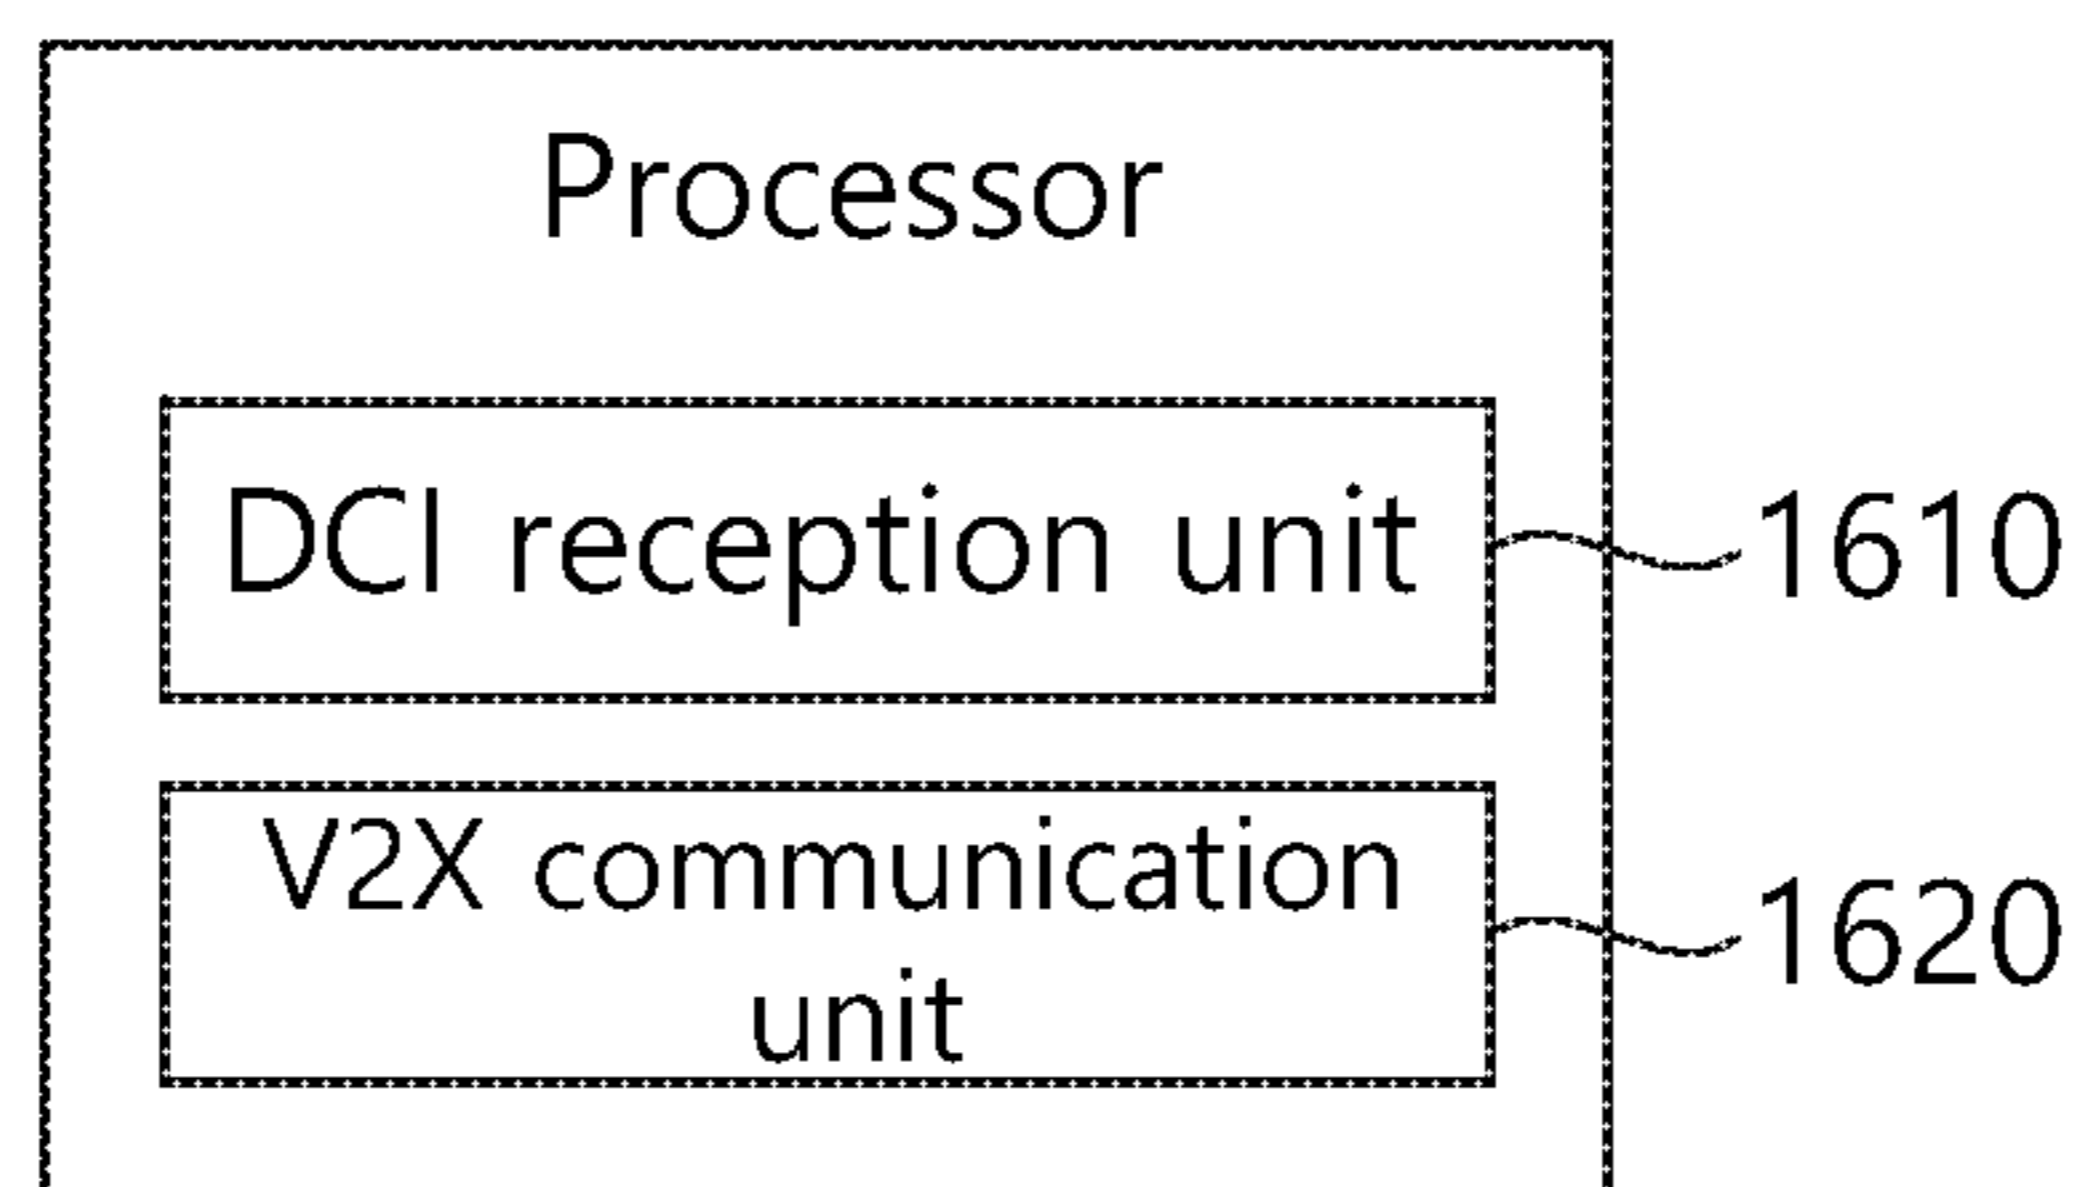 Processor
DCI reception unit
1610
V2X communication
unit
1620